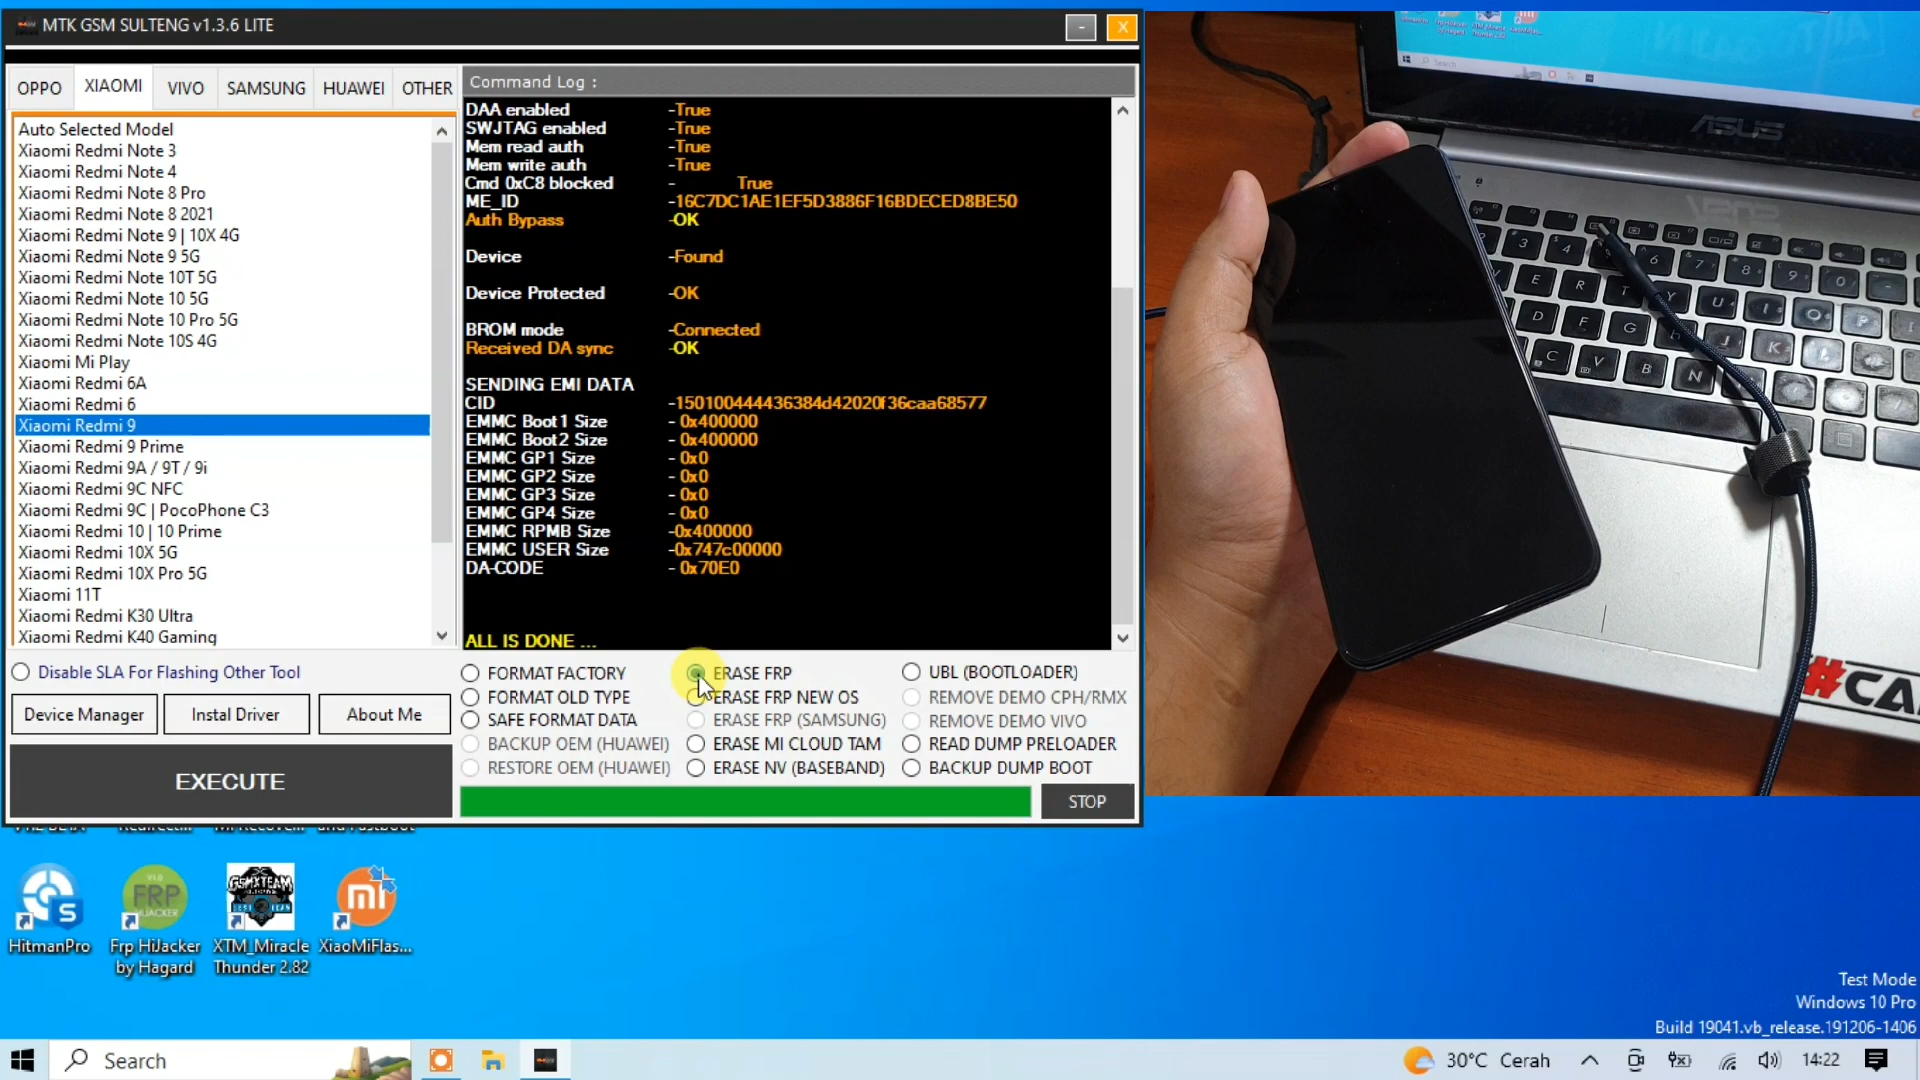 MTK GSM SULTENG v1.3.6 LITE
OPPO
XIAOMI
VIVO
SAMSUNG
HUAWEI
OTHER
Auto Selected Model
Xiaomi Redmi Note 3
Xiaomi Redmi Note 4
Xiaomi Redmi Note 8 Pro
Xiaomi Redmi Note 8 2021
Xiaomi Redmi Note 9 | 10X 4G
Xiaomi Redmi Note 9 5G
Xiaomi Redmi Note 10T 5G
Xiaomi Redmi Note 10 5G
Xiaomi Redmi Note 10 Pro 5G
Xiaomi Redmi Note 10S 4G
Xiaomi Mi Play
Xiaomi Redmi 6A
Xiaomi Redmi 6
Xiaomi Redmi 9
Xiaomi Redmi 9 Prime
Xiaomi Redmi 9A / 9T / 9i
Xiaomi Redmi 9C NFC
Xiaomi Redmi 9C | PocoPhone C3
Xiaomi Redmi 10 | 10 Prime
Xiaomi Redmi 10X 5G
Xiaomi Redmi 10X Pro 5G
Xiaomi 11T
Xiaomi Redmi K30 Ultra
Xiaomi Redmi K40 Gaming
Disable SLA For Flashing Other Tool
Device Manager
Instal Driver
About Me
EXECUTE
Command Log :
DAA enabled -True
SWJTAG enabled -True
Mem read auth -True
Mem write auth -True
Cmd 0xC8 blocked - True
ME_ID -16C7DC1AE1EF5D3886F16BDECED8BE50
Auth Bypass -OK
Device -Found
Device Protected -OK
BROM mode -Connected
Received DA sync -OK
SENDING EMI DATA
CID -150100444436384d42020f36caa68577
EMMC Boot1 Size - 0x400000
EMMC Boot2 Size - 0x400000
EMMC GP1 Size - 0x0
EMMC GP2 Size - 0x0
EMMC GP3 Size - 0x0
EMMC GP4 Size - 0x0
EMMC RPMB Size -0x400000
EMMC USER Size -0x747c00000
DA-CODE - 0x70E0
ALL IS DONE ...
FORMAT FACTORY
FORMAT OLD TYPE
SAFE FORMAT DATA
BACKUP OEM (HUAWEI)
RESTORE OEM (HUAWEI)
ERASE FRP
ERASE FRP NEW OS
ERASE FRP (SAMSUNG)
ERASE MI CLOUD TAM
ERASE NV (BASEBAND)
UBL (BOOTLOADER)
REMOVE DEMO CPH/RMX
REMOVE DEMO VIVO
READ DUMP PRELOADER
BACKUP DUMP BOOT
STOP
HitmanPro
Frp HiJacker
by Hagard
XTM_Miracle
Thunder 2.82
XiaoMiFlas...
ASUS
#CA
Test Mode
Windows 10 Pro
Build 19041.vb_release.191206-1406
Search
30°C Cerah
14:22